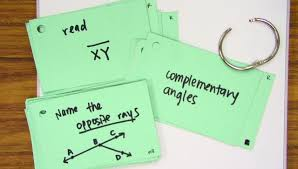 read
XY
complementary
angles
Name the
opposite rays
A B C
D